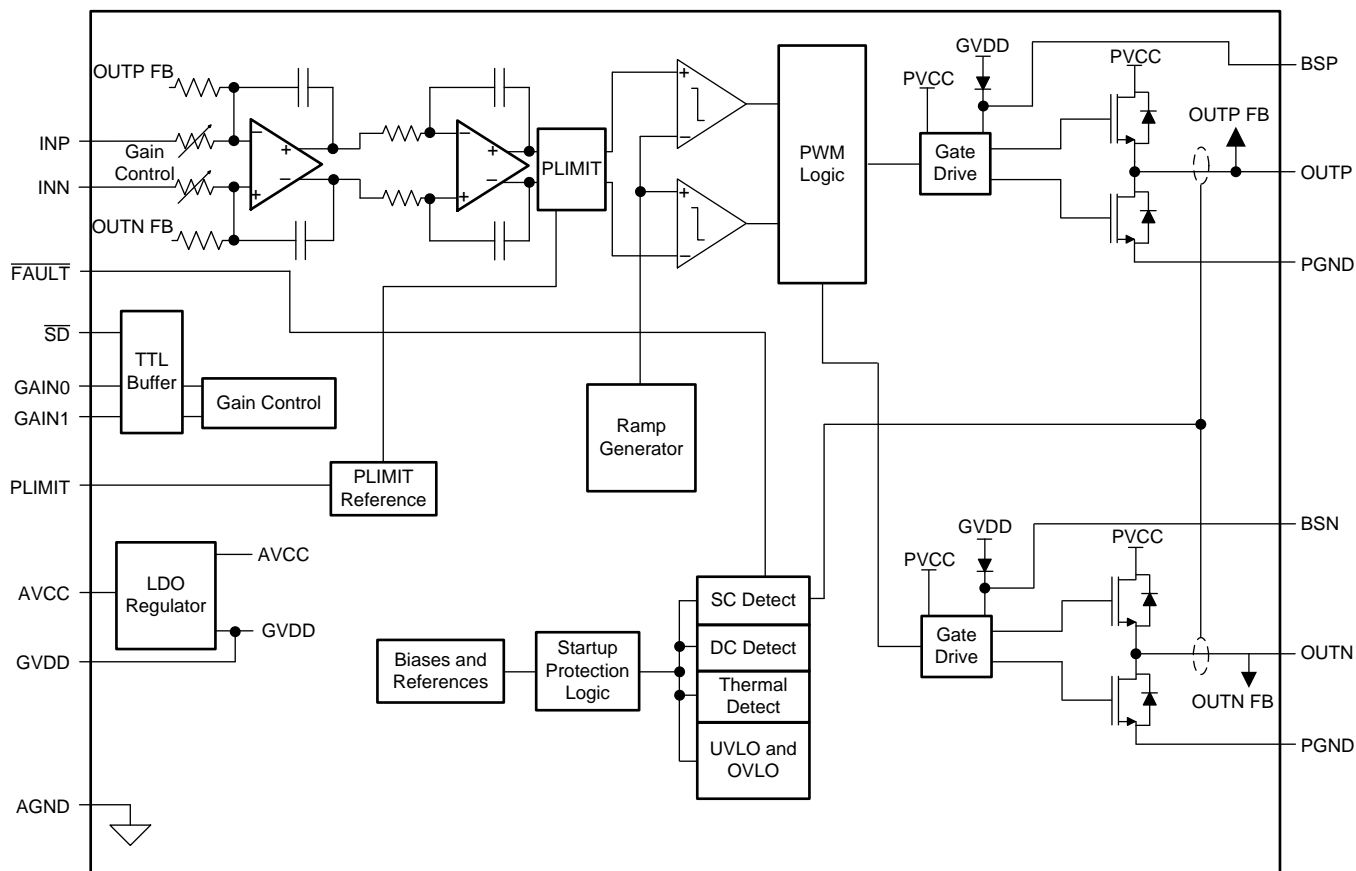 OUTP FB
INP
Gain
Control
INN
OUTN FB
FAULT
SD
GAIN0
GAIN1
TTL
Buffer
Gain Control
PLIMIT
PLIMIT
Reference
PLIMIT
+
−
+
−
+
−
+
−
+
−
+
−
Ramp
Generator
PWM
Logic
GVDD
PVCC
Gate
Drive
PVCC
BSP
OUTP FB
OUTP
PGND
AVCC
LDO
Regulator
AVCC
GVDD
GVDD
AGND
Biases and
References
Startup
Protection
Logic
SC Detect
DC Detect
Thermal
Detect
UVLO and
OVLO
GVDD
PVCC
Gate
Drive
PVCC
BSN
OUTN
OUTN FB
PGND